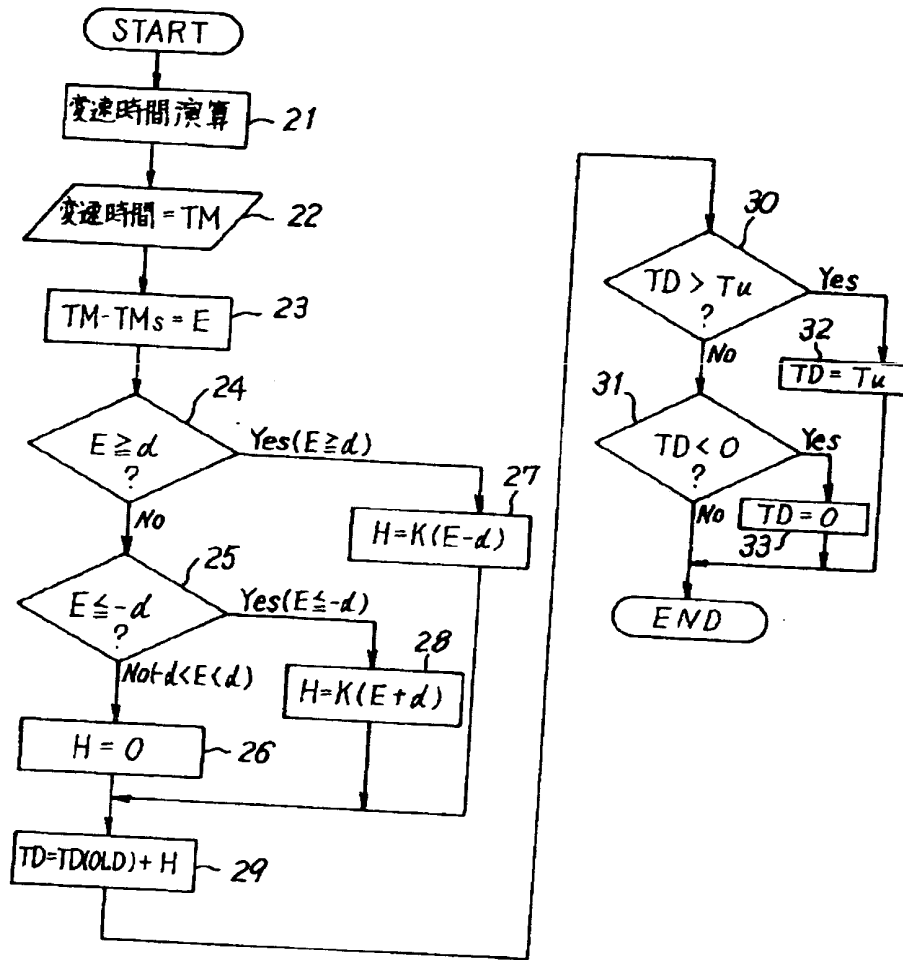 START
変速時間演算
21
変速時間=TM
22
TM-TMs=E
23
24
E≧d
?
Yes(E≧d)
No
25
E≦-d
?
Yes(E≦-d)
No(-d<E<d)
27
H=K(E-d)
28
H=K(E+d)
H=0
26
TD=TD(OLD)+H
29
30
TD>Tu
?
Yes
No
32
TD=Tu
31
TD<0
?
Yes
No
TD=0
33
END